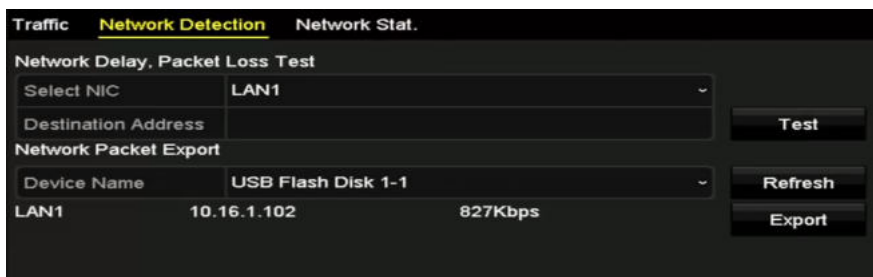 Traffic Network Detection Network Stat.
Network Delay, Packet Loss Test
Select NIC LAN1
Destination Address Test
Network Packet Export
Device Name USB Flash Disk 1-1 Refresh
LAN1 10.16.1.102 827Kbps Export